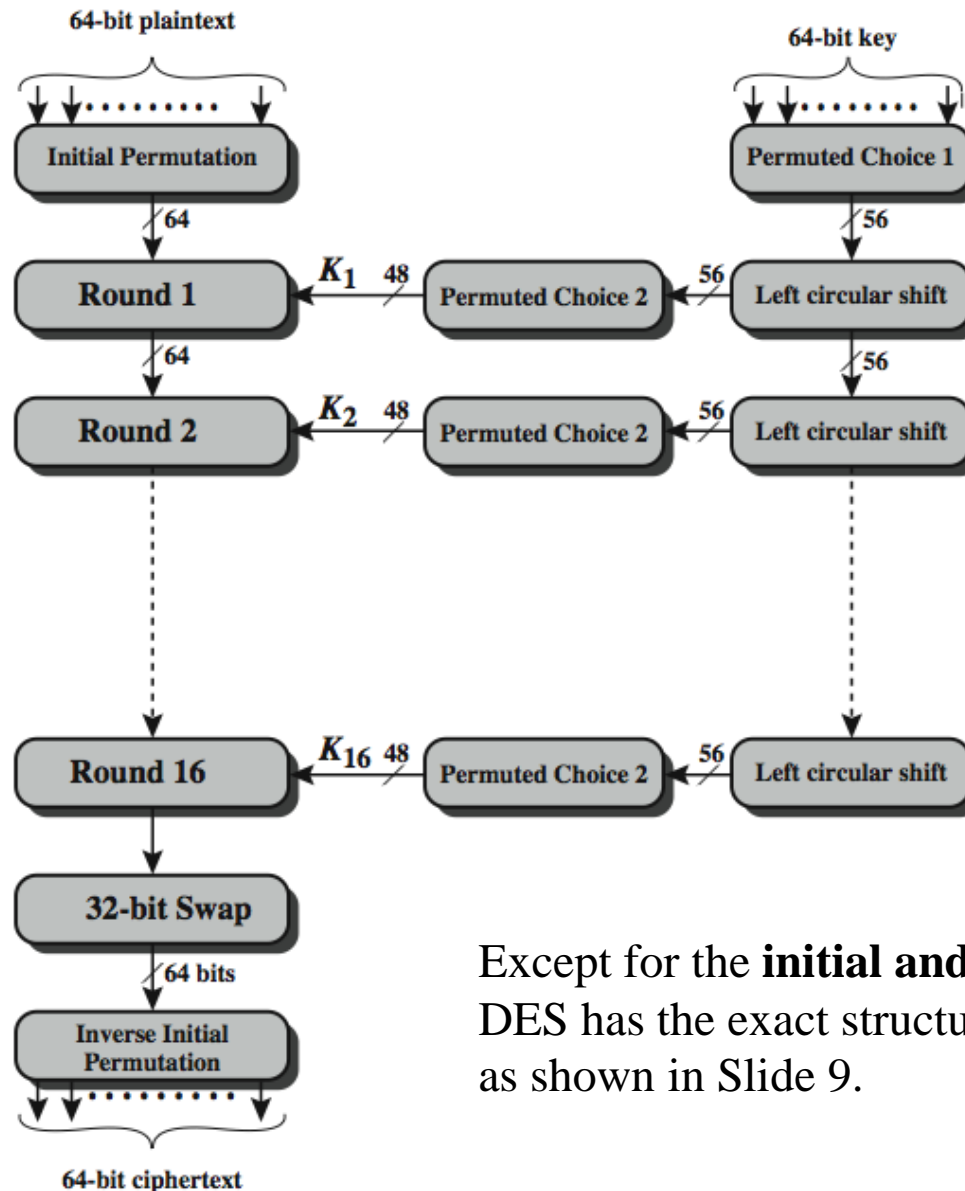 64-bit plaintext
64-bit key
Initial Permutation
Permuted Choice 1
64
56
Round 1
K1
48
Permuted Choice 2
56
Left circular shift
64
56
Round 2
K2
48
Permuted Choice 2
56
Left circular shift
Round 16
K16
48
Permuted Choice 2
56
Left circular shift
32-bit Swap
64 bits
Inverse Initial
Permutation
64-bit ciphertext
Except for the initial and
DES has the exact structu
as shown in Slide 9.